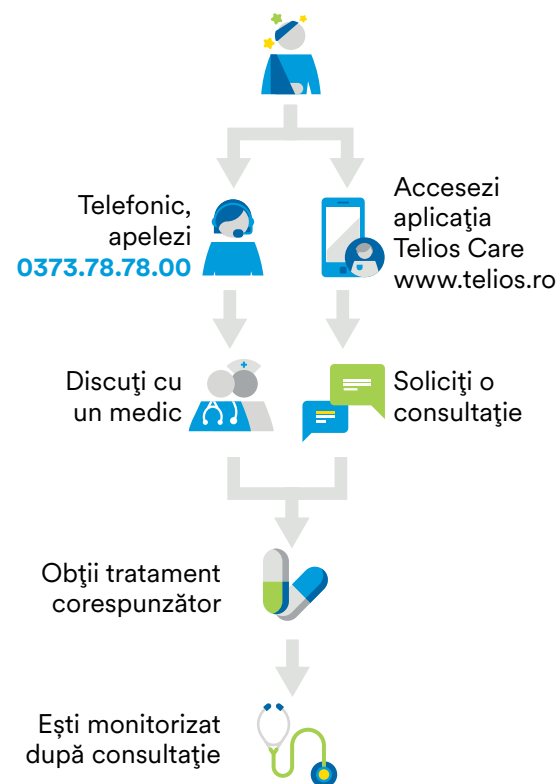 Telefonic,
apelezi
0373.78.78.00
Accesezi
aplicaţia
Telios Care
www.telios.ro
Discuţi cu
un medic
Soliciţi o
consultaţie
Obţii tratament
corespunzător
Ești monitorizat
după consultaţie